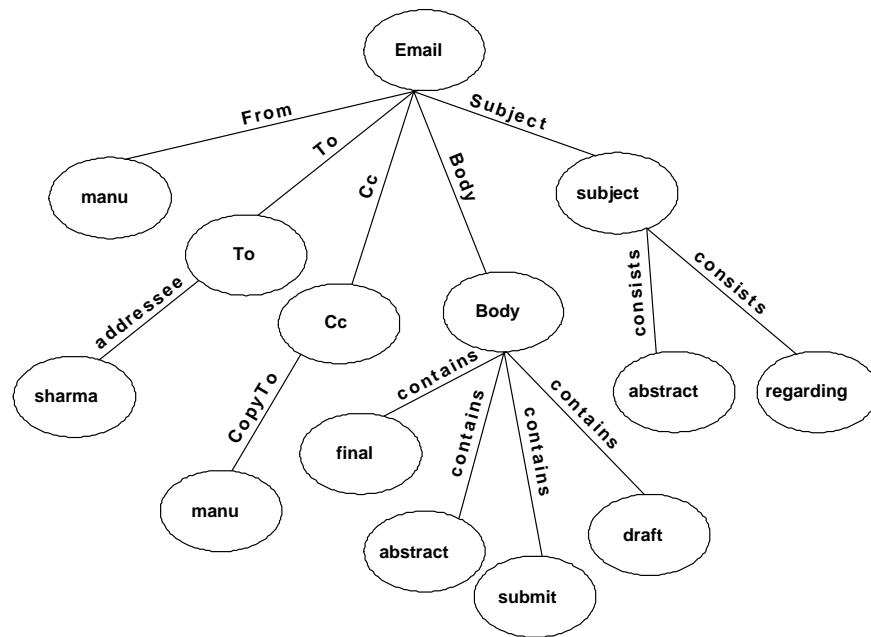 Email
From
To
Cc
Body
Subject
manu
To
Cc
Body
subject
addressee
CopyTo
contains
contains
contains
contains
consists
consists
sharma
manu
final
abstract
submit
draft
abstract
regarding